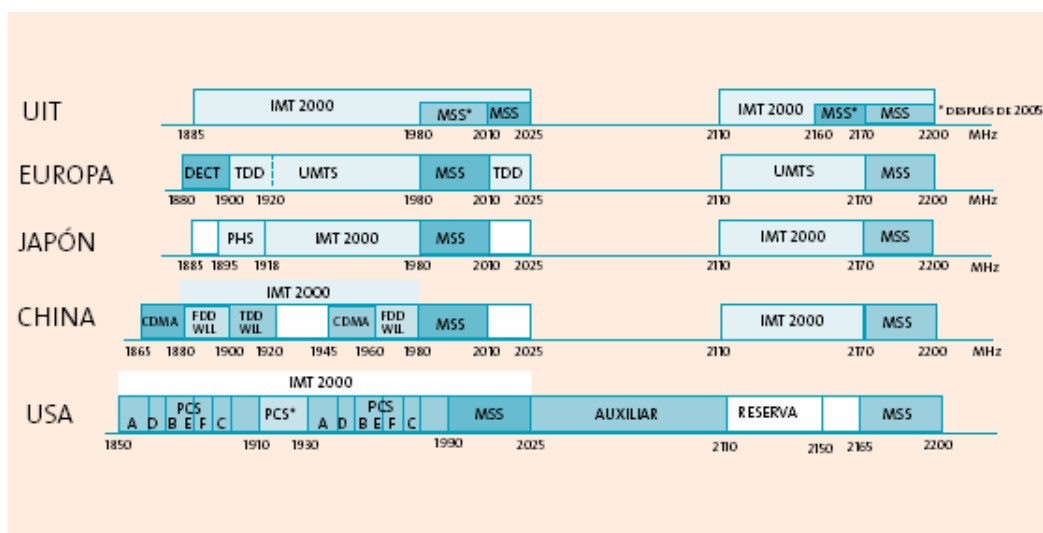 UIT
IMT 2000 MSS* MSS IMT 2000 MSS* MSS * DESPUÉS DE 2005
1885 1980 2010 2025 2110 2160 2170 2200 MHz
EUROPA
DECT TDD UMTS MSS TDD UMTS MSS
1880 1900 1920 1980 2010 2025 2110 2170 2200 MHz
JAPÓN
PHS IMT 2000 MSS IMT 2000 MSS
1885 1895 1918 1980 2010 2025 2110 2170 2200 MHz
IMT 2000
CHINA
CDMA FDD WLL TDD WLL CDMA FDD WLL MSS IMT 2000 MSS
1865 1880 1900 1920 1945 1960 1980 2010 2025 2110 2170 2200 MHz
IMT 2000
USA
PCS PCS* PCS MSS AUXILIAR RESERVA MSS
A D B E F C A D B E F C
1850 1910 1930 1990 2025 2110 2150 2165 2200